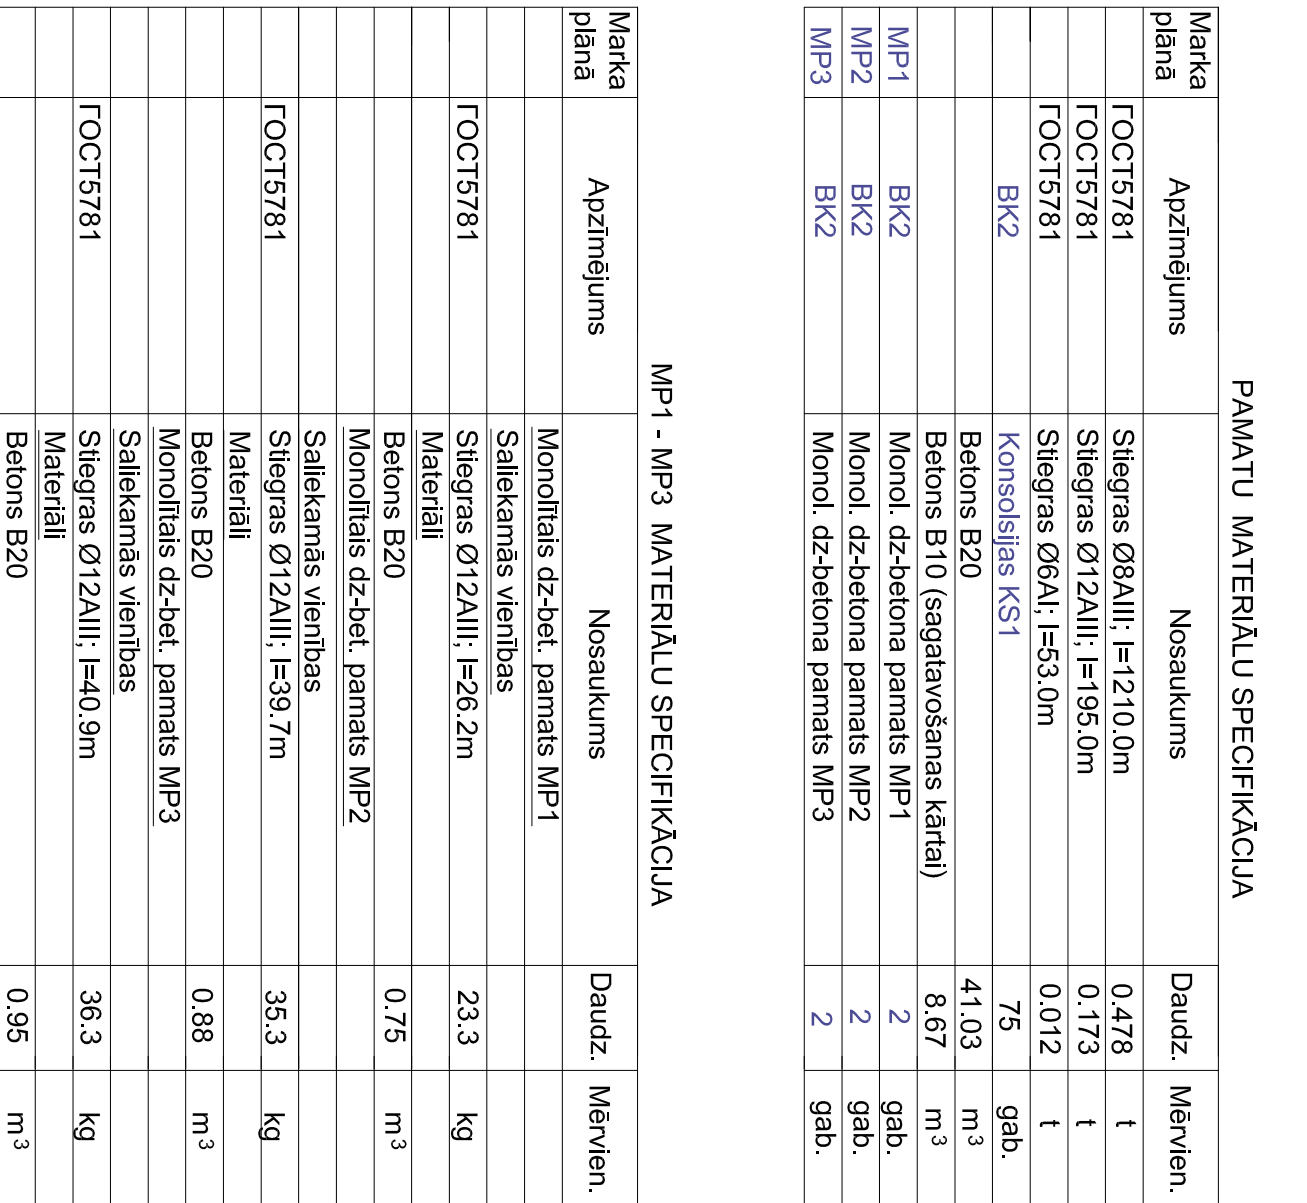 PAMATU MATERIĀLU SPECIFIKĀCIJA
Marka plānā Apzīmējums Nosaukums Daudz. Mērvien.
ГОСТ5781 Stiegras Ø8AIII; l=1210.0m 0.478 t
ГОСТ5781 Stiegras Ø12AIII; l=195.0m 0.173 t
ГОСТ5781 Stiegras Ø6AI; l=53.0m 0.012 t
BK2 Konsolsijas KS1 75 gab.
Betons B20 41.03 m³
Betons B10 (sagatavošanas kārtai) 8.67 m³
MP1 BK2 Monol. dz-betona pamats MP1 2 gab.
MP2 BK2 Monol. dz-betona pamats MP2 2 gab.
MP3 BK2 Monol. dz-betona pamats MP3 2 gab.
MP1 - MP3 MATERIĀLU SPECIFIKĀCIJA
Marka plānā Apzīmējums Nosaukums Daudz. Mērvien.
Monolītais dz-bet. pamats MP1
Saliekamās vienības
ГОСТ5781 Stiegras Ø12AIII; l=26.2m 23.3 kg
Materiāli
Betons B20 0.75 m³
Monolītais dz-bet. pamats MP2
Saliekamās vienības
ГОСТ5781 Stiegras Ø12AIII; l=39.7m 35.3 kg
Materiāli
Betons B20 0.88 m³
Monolītais dz-bet. pamats MP3
Saliekamās vienības
ГОСТ5781 Stiegras Ø12AIII; l=40.9m 36.3 kg
Materiāli
Betons B20 0.95 m³